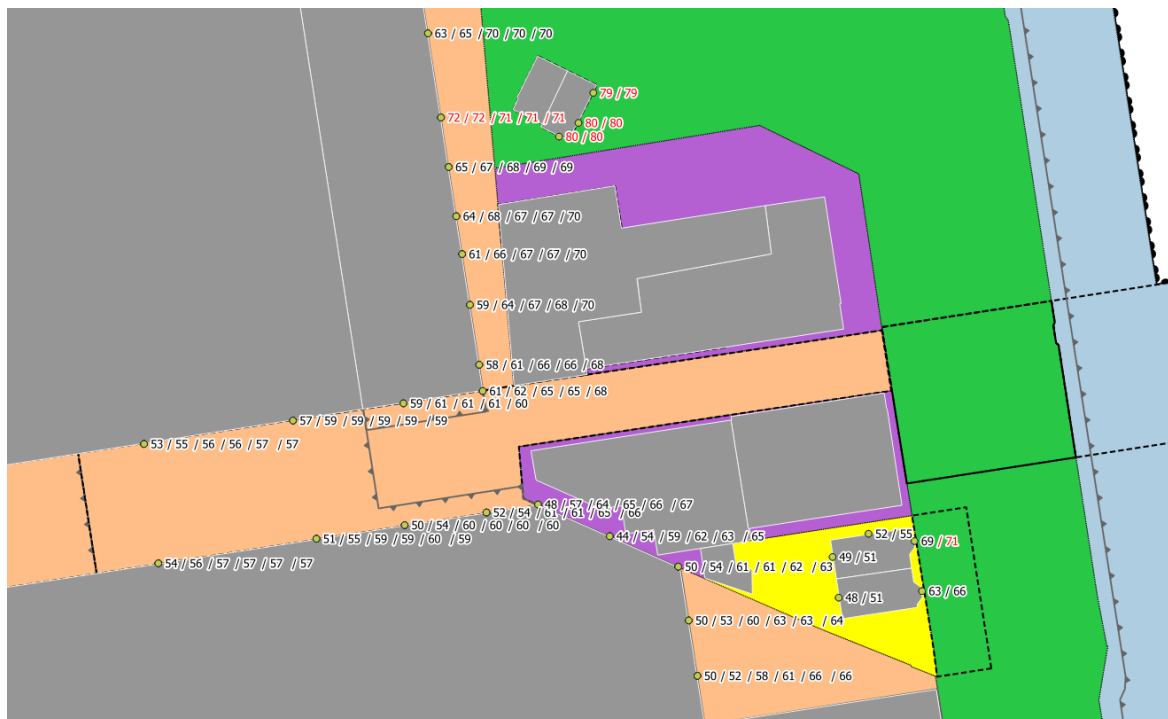 63 / 65 / 70 / 70 / 70
79 / 79
72 / 72 / 71 / 71 / 71
80 / 80
80 / 80
65 / 67 / 68 / 69 / 69
64 / 68 / 67 / 67 / 70
61 / 66 / 67 / 67 / 70
59 / 64 / 67 / 68 / 70
58 / 61 / 66 / 66 / 68
61 / 62 / 65 / 65 / 68
59 / 61 / 61 / 61 / 60
57 / 59 / 59 / 59 / 59 / 59
53 / 55 / 56 / 56 / 57 / 57
48 / 57 / 64 / 65 / 66 / 67
52 / 54 / 61 / 61 / 65 / 66
50 / 54 / 60 / 60 / 60 / 60
44 / 54 / 59 / 62 / 63 / 65
52 / 55
51 / 55 / 59 / 59 / 60 / 59
69 / 71
49 / 51
54 / 56 / 57 / 57 / 57 / 57
50 / 54 / 61 / 61 / 62 / 63
63 / 66
48 / 51
50 / 53 / 60 / 63 / 63 / 64
50 / 52 / 58 / 61 / 66 / 66